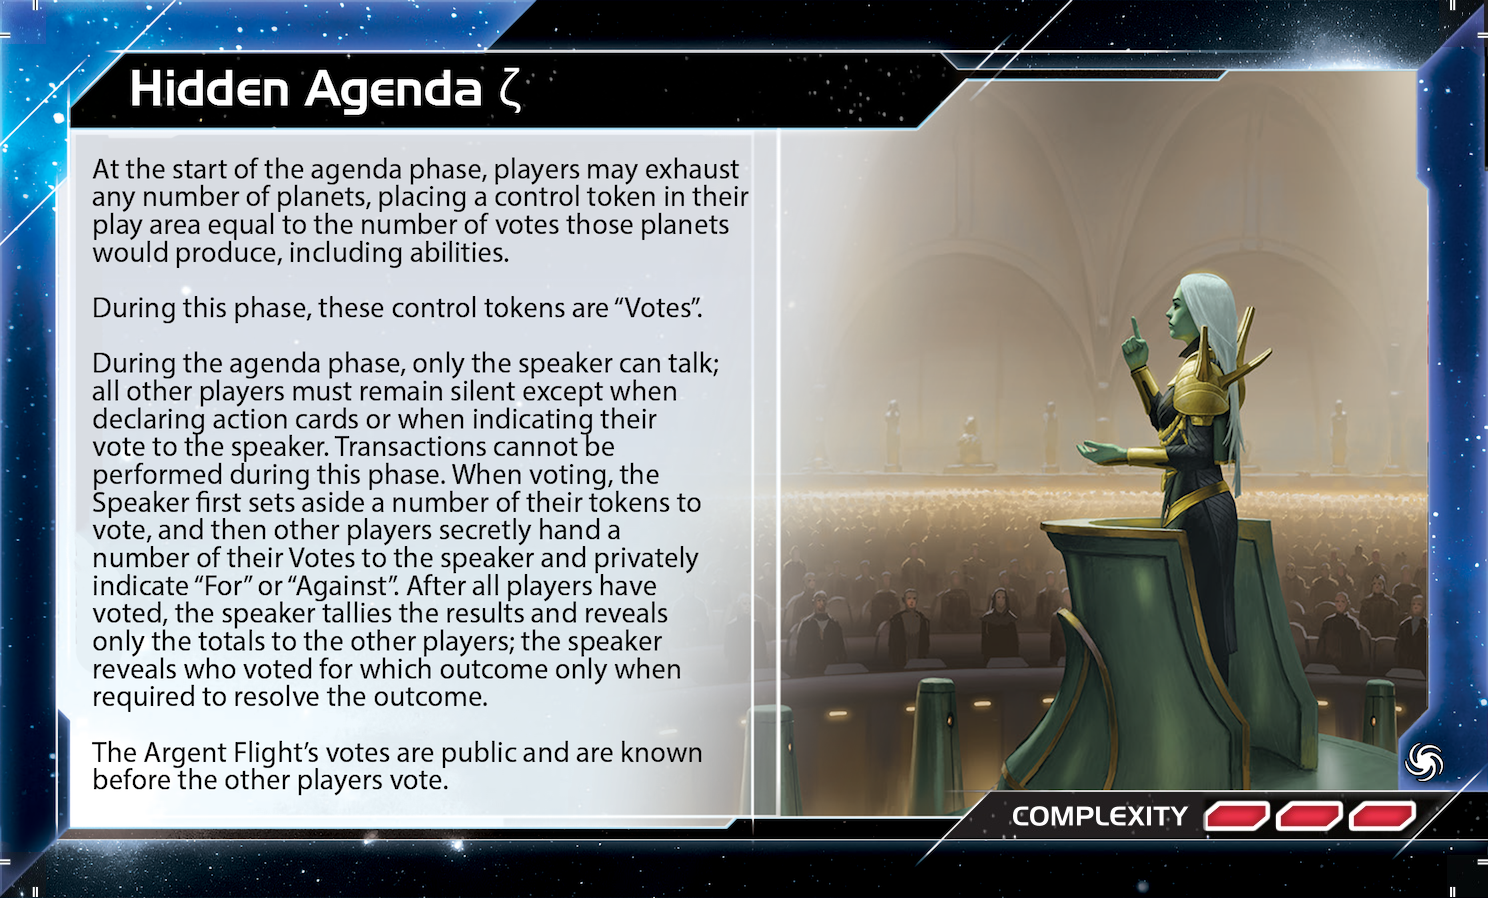 Hidden Agenda ζ
At the start of the agenda phase, players may exhaust
any number of planets, placing a control token in their
play area equal to the number of votes those planets
would produce, including abilities.
During this phase, these control tokens are “Votes”.
During the agenda phase, only the speaker can talk;
all other players must remain silent except when
declaring action cards or when indicating their
vote to the speaker. Transactions cannot be
performed during this phase. When voting, the
Speaker first sets aside a number of their tokens to
vote, and then other players secretly hand a
number of their Votes to the speaker and privately
indicate “For” or “Against”. After all players have
voted, the speaker tallies the results and reveals
only the totals to the other players; the speaker
reveals who voted for which outcome only when
required to resolve the outcome.
The Argent Flight’s votes are public and are known
before the other players vote.
COMPLEXITY